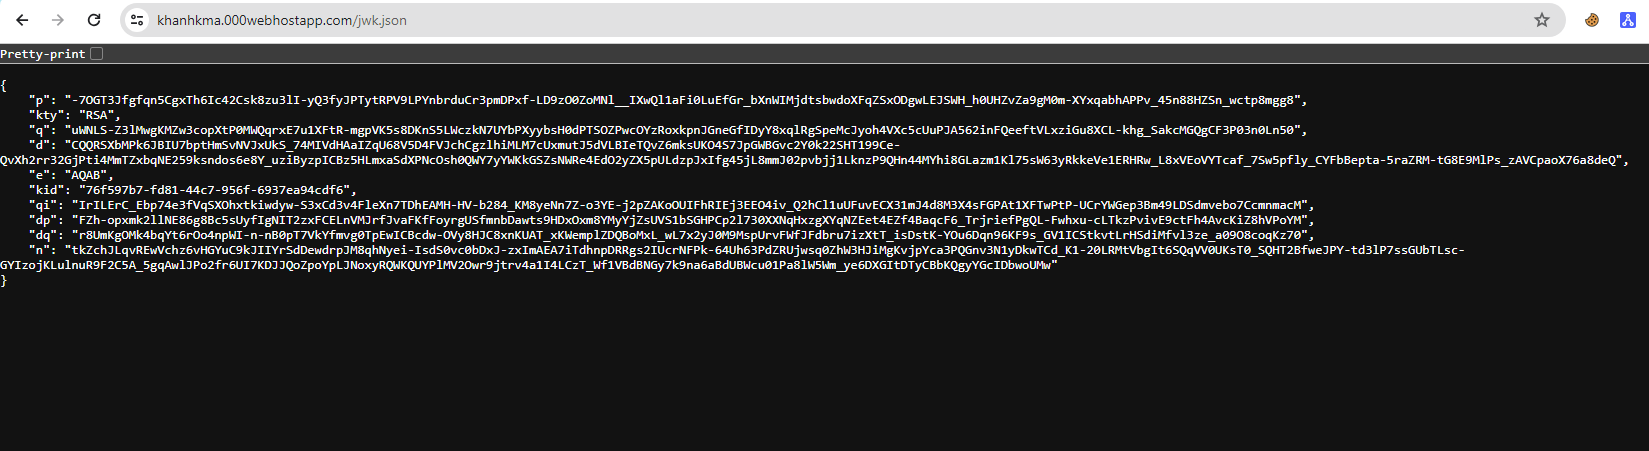 khanhkma.000webhostapp.com/jwk.json
Pretty-print
{
"p": "-7OGT3Jfgfqn5CgxTh6Ic42Csk8zu3lI-yQ3fyJPTytRPV9LPYnbrduCr3pmDPxf-LD9zO0ZoMNl__IXwQl1aFi0LuEfGr_bXnWIMjdtsbwdoXFqZSxODgwLEJSWH_h0UHZvZa9gM0m-XYxqabhAPPv_45n88HZSn_wctp8mgg8",
"kty": "RSA",
"q": "uWNLS-Z3lMwgKMZw3copXtP0MWQqrxE7u1XFtR-mgpVK5s8DKnS5LWczkN7UYbPXyybsH0dPTSOZPwcOYzRoxkpnJGneGfIDyY8xqlRgSpeMcJyoh4VXc5cUuPJA562inFQeeftVLxziGu8XCL-khg_SakcMGQgCF3P03n0Ln50",
"d": "CQQRSXbMPk6JBIU7bptHmSvNVJxUkS_74MIVdHAaIZqU68V5D4FVJchCgzlhiMLM7cUxmutJ5dVLBIeTQvZ6mksUKO4S7JpGWBGvc2Y0k22SHT199Ce-
QvXh2rr32GjPti4MmTZxbqNE259ksndos6e8Y_uziByzpICBz5HLmxaSdXPNcOsh0QWY7yYWKkGSZsNWRe4EdO2yZX5pULdzpJxIfg45jL8mmJ02pvbjj1LknzP9QHn44MYhi8GLazm1Kl75sW63yRkkeVe1ERHRw_L8xVEoVYTcaf_7Sw5pfly_CYFbBepta-5raZRM-tG8E9MlPs_zAVCpaoX76a8deQ",
"e": "AQAB",
"kid": "76f597b7-fd81-44c7-956f-6937ea94cdf6",
"qi": "IrILErC_Ebp74e3fVqSXOhxtkiwdyw-S3xCd3v4FleXn7TDhEAMH-HV-b284_KM8yeNn7Z-o3YE-j2pZAKoOUIFhRIEj3EEO4iv_Q2hCl1uUFuvECX31mJ4d8M3X4sFGPAt1XFTwPtP-UCrYWGep3Bm49LDSdmvebo7CcmnmacM",
"dp": "FZh-opxmk2llNE86g8Bc5sUyfIgNIT2zxFCELnVMJrfJvaFKfFoyrgUSfmnbDawts9HDxOxm8YMyYjZsUVS1bSGHPCp2l730XXNqHxzgXYqNZEet4EZf4BaqcF6_TrjriefPgQL-Fwhxu-cLTkzPvivE9ctFh4AvcKiZ8hVPoYM",
"dq": "r8UmKgOMk4bqYt6rOo4npWI-n-nB0pT7VkYfmvg0TpEwICBcdw-OVy8HJC8xnKUAT_xKWemplZDQBoMxL_wL7x2yJ0M9MspUrvFWfJFdbru7izXtT_isDstK-YOu6Dqn96KF9s_GV1ICStkvtLrHSdiMfvl3ze_a09O8coqKz70",
"n": "tkZchJLqvREwVchz6vHGYuC9kJIIYrSdDewdrpJM8qhNyei-IsdS0vc0bDxJ-zxImAEA7iTdhnpDRRgs2IUcrNFPk-64Uh63PdZRUjwsq0ZhW3HJiMgKvjpYca3PQGnv3N1yDkwTCd_K1-20LRMtVbgIt6SQqVV0UKsT0_SQHT2BfweJPY-td3lP7ssGUbTLsc-
GYIzojKLulnuR9F2C5A_5gqAwlJPo2fr6UI7KDJJQoZpoYpLJNoxyRQWKQUYPlMV2Owr9jtrv4a1I4LCzT_Wf1VBdBNGy7k9na6aBdUBWcu01Pa8lW5Wm_ye6DXGItDTyCBbKQgyYGcIDbwoUMw"
}